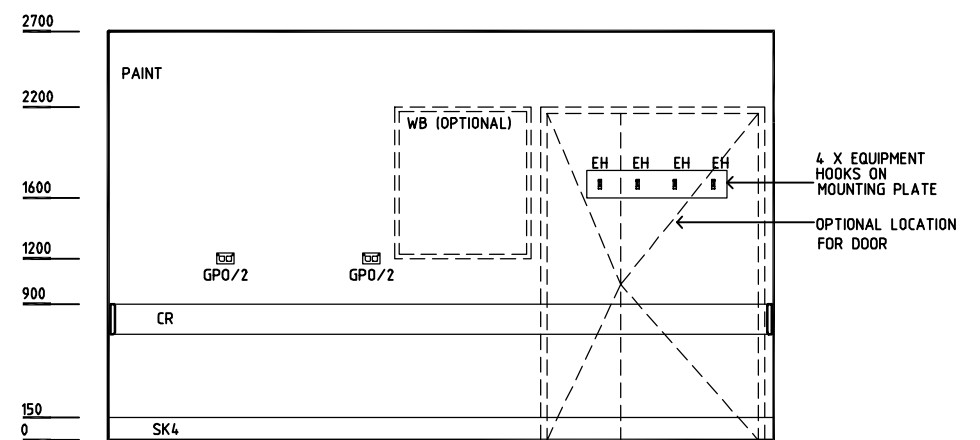 2700
PAINT
2200
WB (OPTIONAL)
EH EH EH EH
4 X EQUIPMENT
HOOKS ON
MOUNTING PLATE
1600
OPTIONAL LOCATION
FOR DOOR
1200
GPO/2 GPO/2
900
CR
150
0
SK4